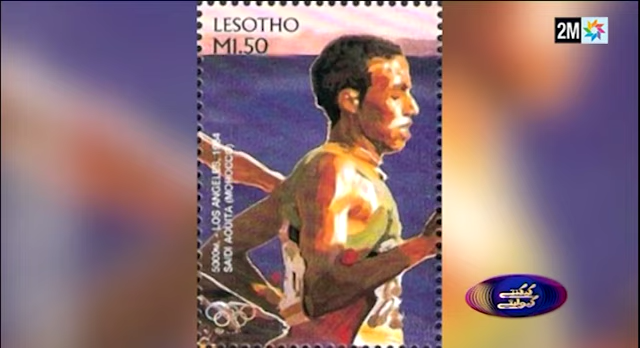 LESOTHO
M1.50
2M
5000m. - LOS ANGELES, 1984
SAID AOUITA (MOROCCO)